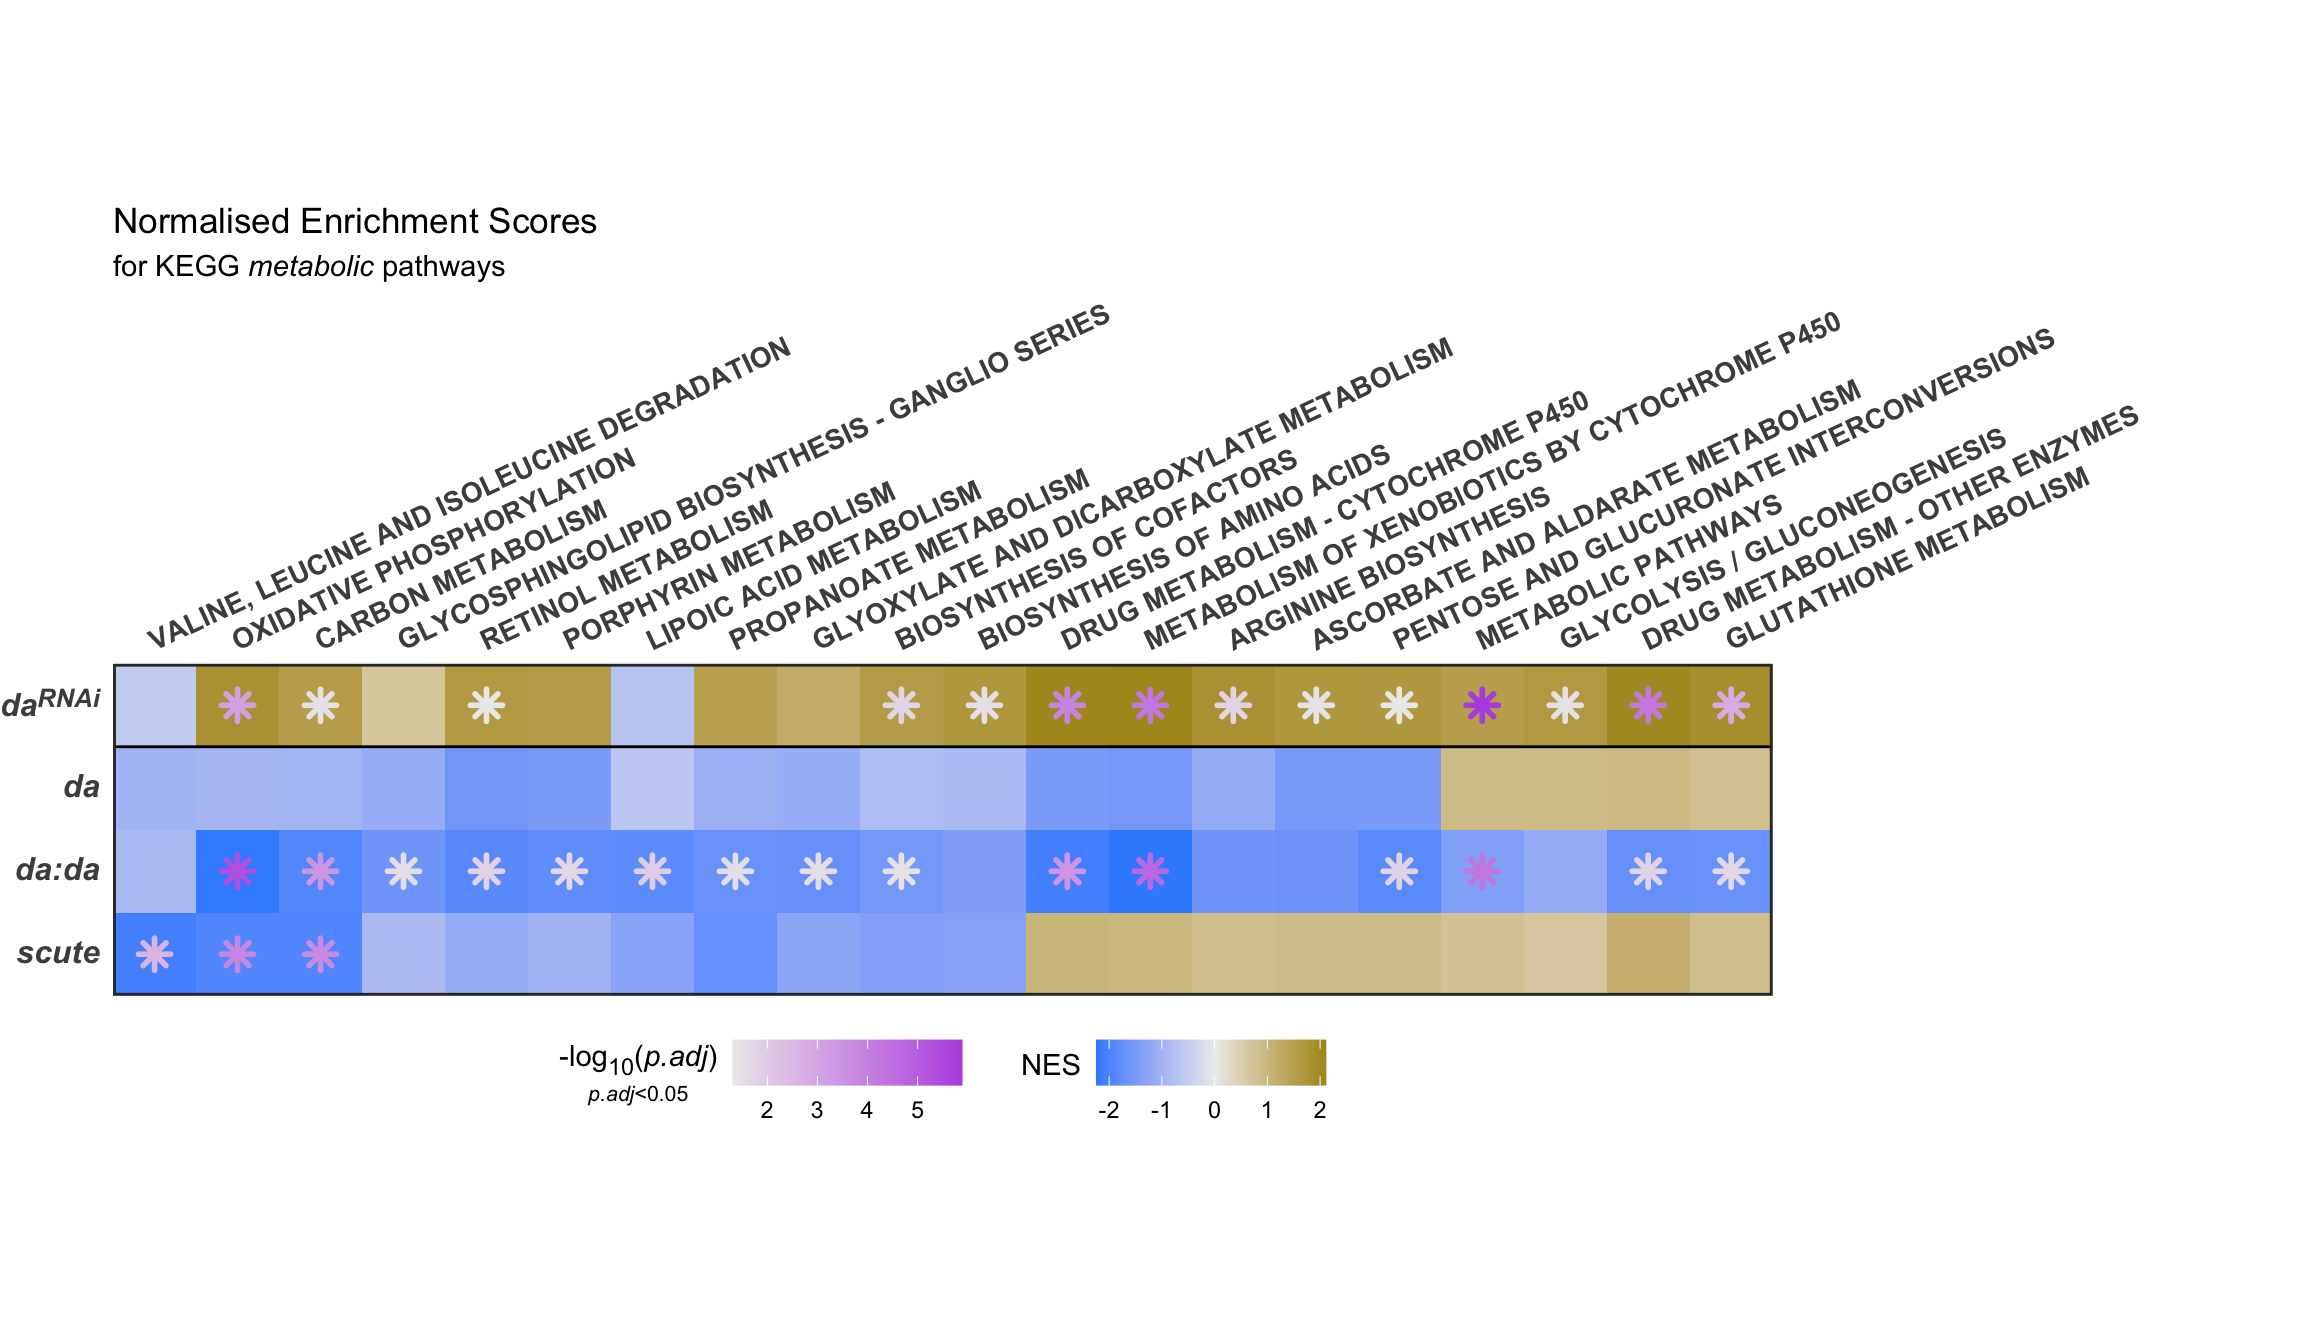 Normalised Enrichment Scores
for KEGG metabolic pathways
VALINE, LEUCINE AND ISOLEUCINE DEGRADATION
OXIDATIVE PHOSPHORYLATION
CARBON METABOLISM
GLYCOSPHINGOLIPID BIOSYNTHESIS - GANGLIO SERIES
RETINOL METABOLISM
PORPHYRIN METABOLISM
LIPOIC ACID METABOLISM
PROPANOATE METABOLISM
GLYOXYLATE AND DICARBOXYLATE METABOLISM
BIOSYNTHESIS OF COFACTORS
BIOSYNTHESIS OF AMINO ACIDS
DRUG METABOLISM - CYTOCHROME P450
METABOLISM OF XENOBIOTICS BY CYTOCHROME P450
ARGININE BIOSYNTHESIS
ASCORBATE AND ALDARATE METABOLISM
PENTOSE AND GLUCURONATE INTERCONVERSIONS
METABOLIC PATHWAYS
GLYCOLYSIS / GLUCONEOGENESIS
DRUG METABOLISM - OTHER ENZYMES
GLUTATHIONE METABOLISM
daRNAi
da
da:da
scute
-log10(p.adj)
p.adj<0.05
2 3 4 5
NES
-2 -1 0 1 2